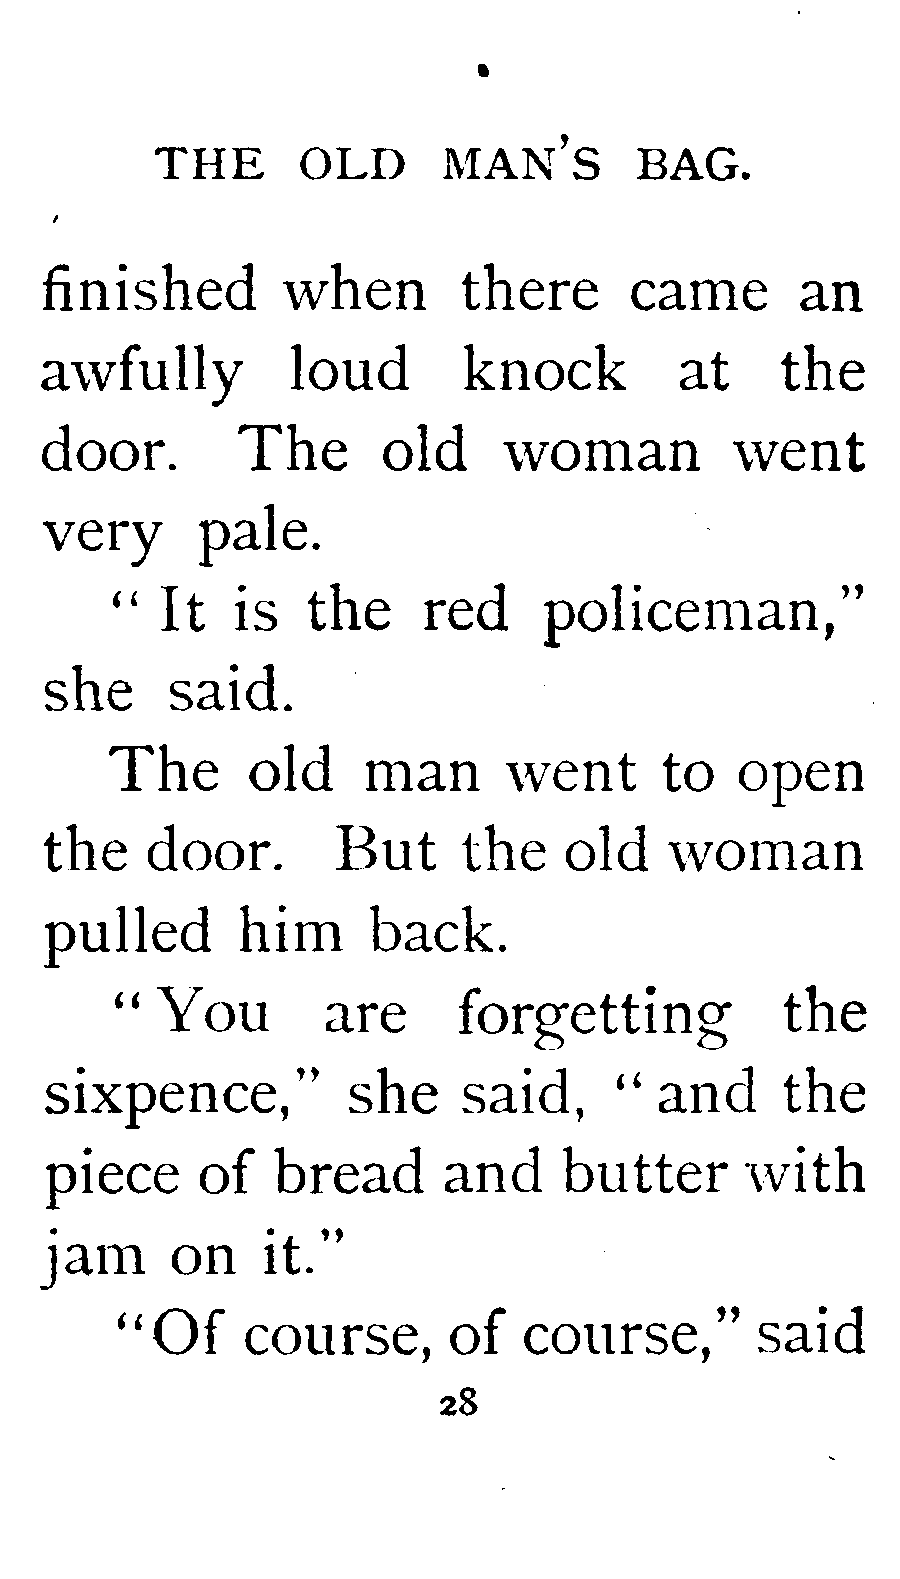 THE OLD MAN'S BAG.
finished when there came an
awfully loud knock at the
door. The old woman went
very pale.
"It is the red policeman,"
she said.
The old man went to open
the door. But the old woman
pulled him back.
"You are forgetting the
sixpence," she said, "and the
piece of bread and butter with
jam on it."
"Of course, of course," said
28